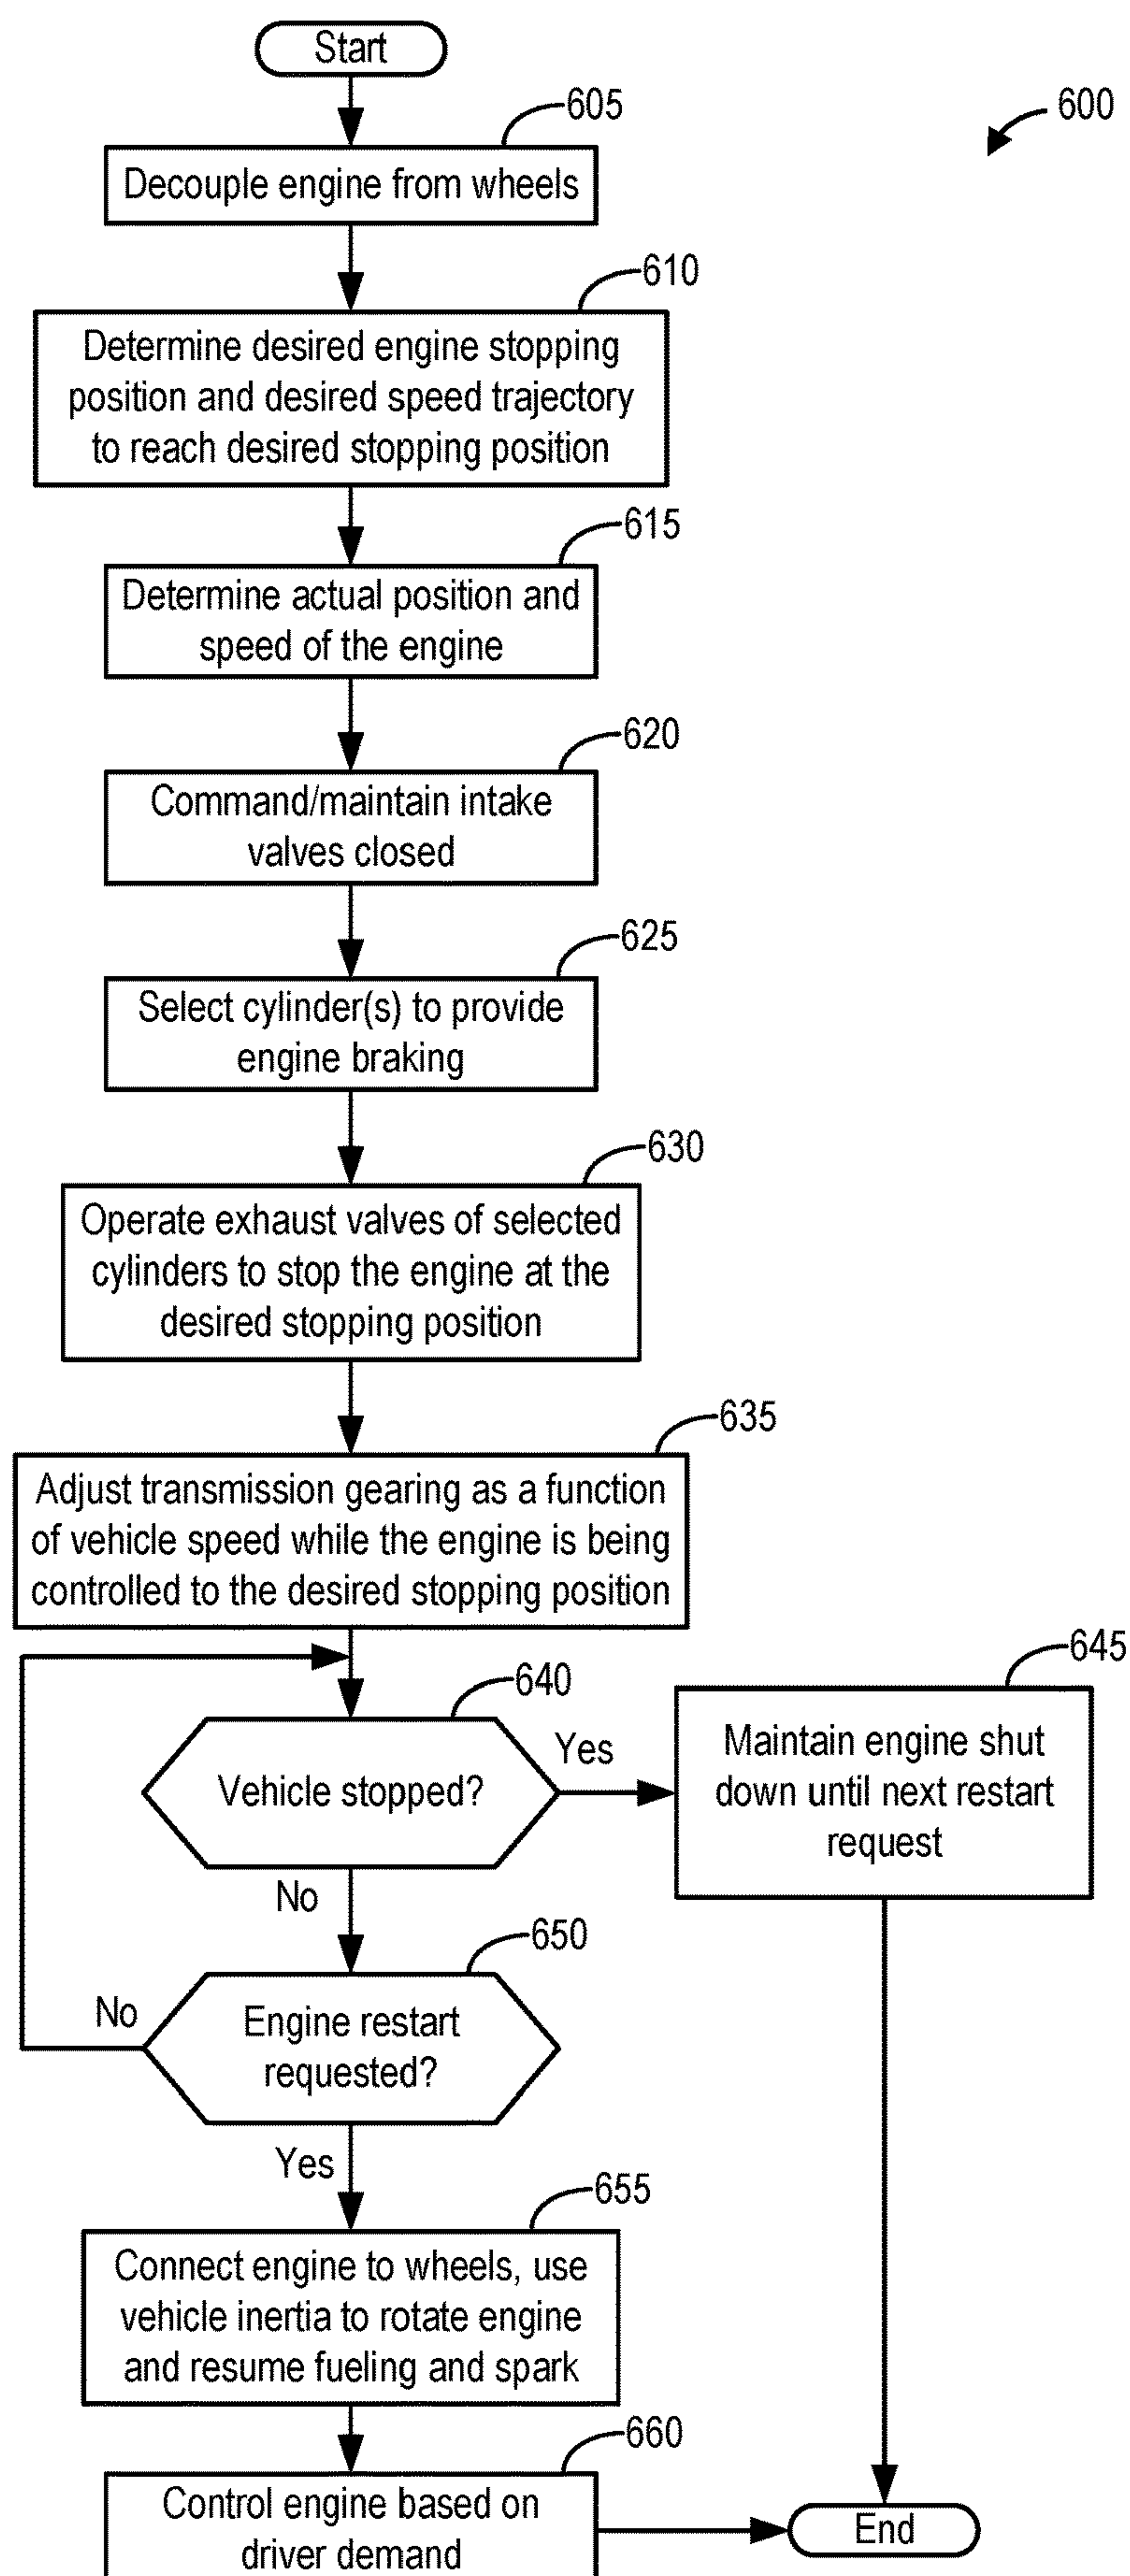 Start
600
605
Decouple engine from wheels
610
Determine desired engine stopping
position and desired speed trajectory
to reach desired stopping position
615
Determine actual position and
speed of the engine
620
Command/maintain intake
valves closed
625
Select cylinder(s) to provide
engine braking
630
Operate exhaust valves of selected
cylinders to stop the engine at the
desired stopping position
635
Adjust transmission gearing as a function
of vehicle speed while the engine is being
controlled to the desired stopping position
640
Vehicle stopped?
Yes
645
Maintain engine shut
down until next restart
request
No
650
Engine restart
requested?
No
Yes
655
Connect engine to wheels, use
vehicle inertia to rotate engine
and resume fueling and spark
660
Control engine based on
driver demand
End